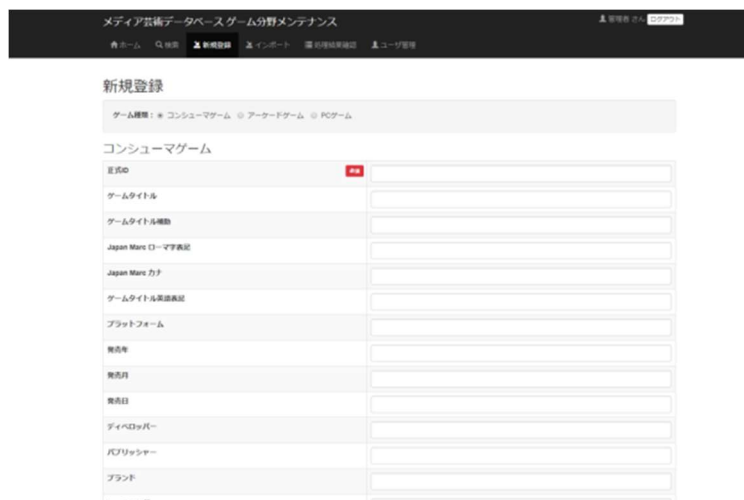 メディア芸術データベース ゲーム分野メンテナンス
管理者 さん ログアウト
ホーム 検索 新規登録 インポート 処理結果確認 ユーザ管理
新規登録
ゲーム種類： コンシューマゲーム アーケードゲーム PCゲーム
コンシューマゲーム
正式ID 必須
ゲームタイトル
ゲームタイトル補助
Japan Marc ローマ字表記
Japan Marc カナ
ゲームタイトル英語表記
プラットフォーム
発売年
発売月
発売日
ディベロッパー
パブリッシャー
ブランド